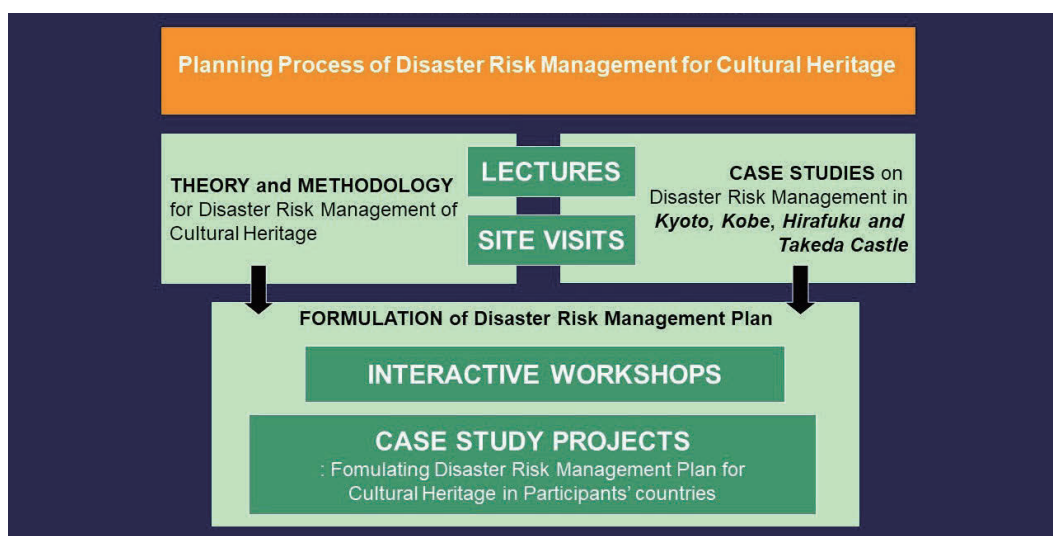 Planning Process of Disaster Risk Management for Cultural Heritage
THEORY and METHODOLOGY
for Disaster Risk Management of
Cultural Heritage
LECTURES
SITE VISITS
CASE STUDIES on
Disaster Risk Management in
Kyoto, Kobe, Hirafuku and
Takeda Castle
FORMULATION of Disaster Risk Management Plan
INTERACTIVE WORKSHOPS
CASE STUDY PROJECTS
: Fomulating Disaster Risk Management Plan for
Cultural Heritage in Participants' countries